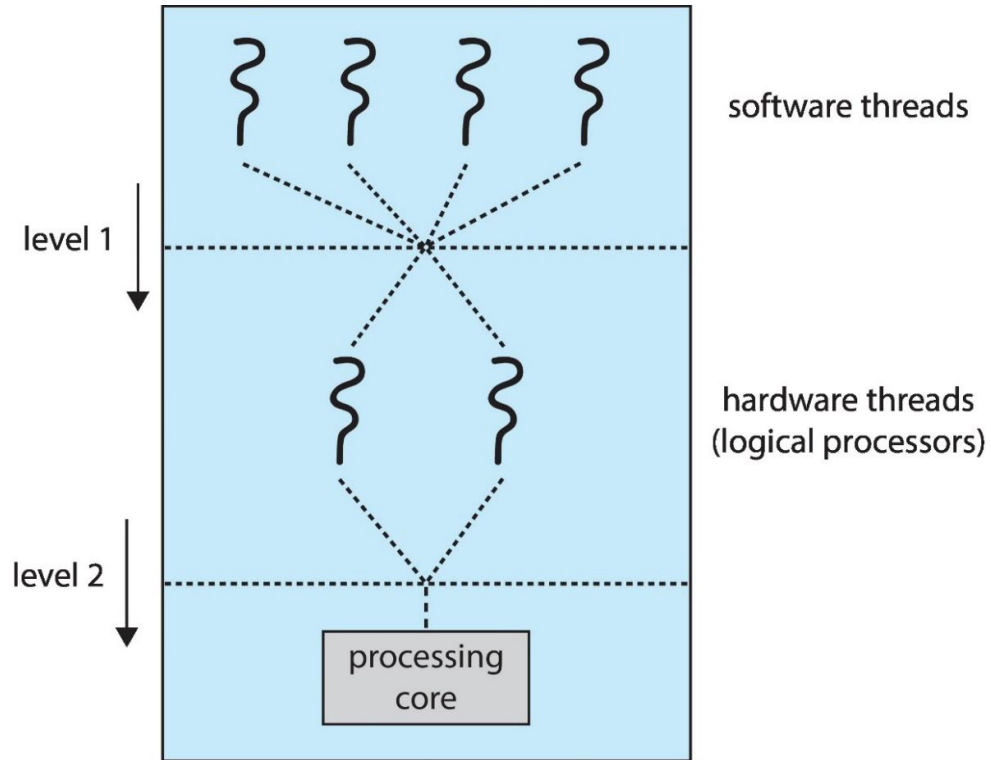 software threads
level 1
hardware threads
(logical processors)
level 2
processing
core